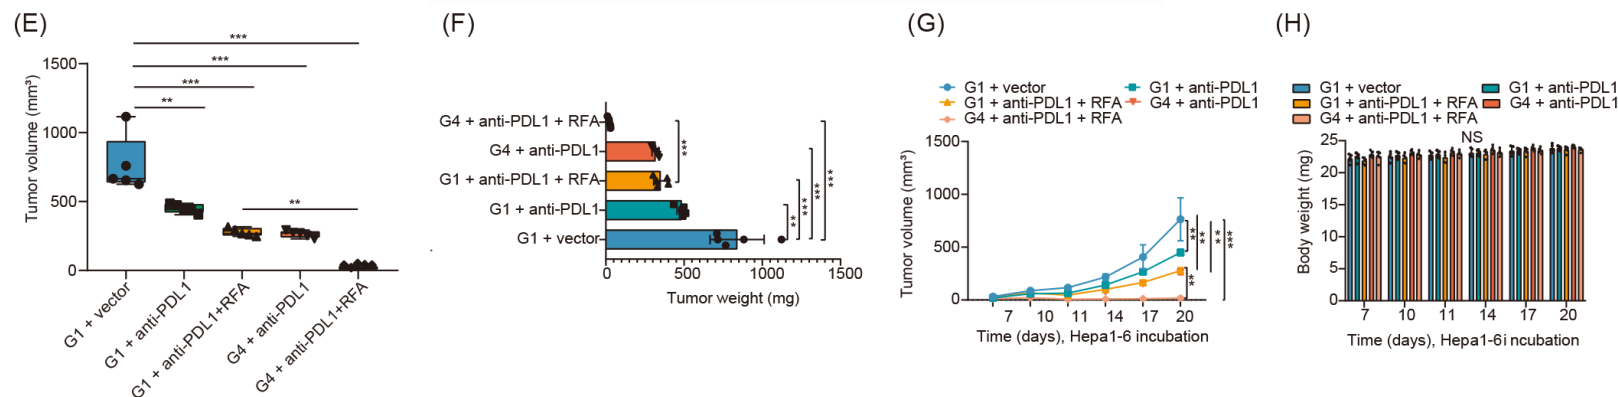 (E)
Tumor volume (mm³)
1500
1000
500
0
***
***
***
**
**
G1 + vector
G1 + anti-PDL1
G1 + anti-PDL1+RFA
G4 + anti-PDL1
G4 + anti-PDL1+RFA
(F)
G4 + anti-PDL1 + RFA
G4 + anti-PDL1
G1 + anti-PDL1 + RFA
G1 + anti-PDL1
G1 + vector
***
**
***
***
***
0 500 1000 1500
Tumor weight (mg)
(G)
G1 + vector G1 + anti-PDL1
G1 + anti-PDL1 + RFA G4 + anti-PDL1
G4 + anti-PDL1 + RFA
Tumor volume (mm³)
1500
1000
500
0
** ** ** ***
**
7 10 11 14 17 20
Time (days), Hepa1-6 incubation
(H)
G1 + vector G1 + anti-PDL1
G1 + anti-PDL1 + RFA G4 + anti-PDL1
G4 + anti-PDL1 + RFA
Body weight (mg)
25
20
15
10
5
0
NS
7 10 11 14 17 20
Time (days), Hepa1-6i ncubation